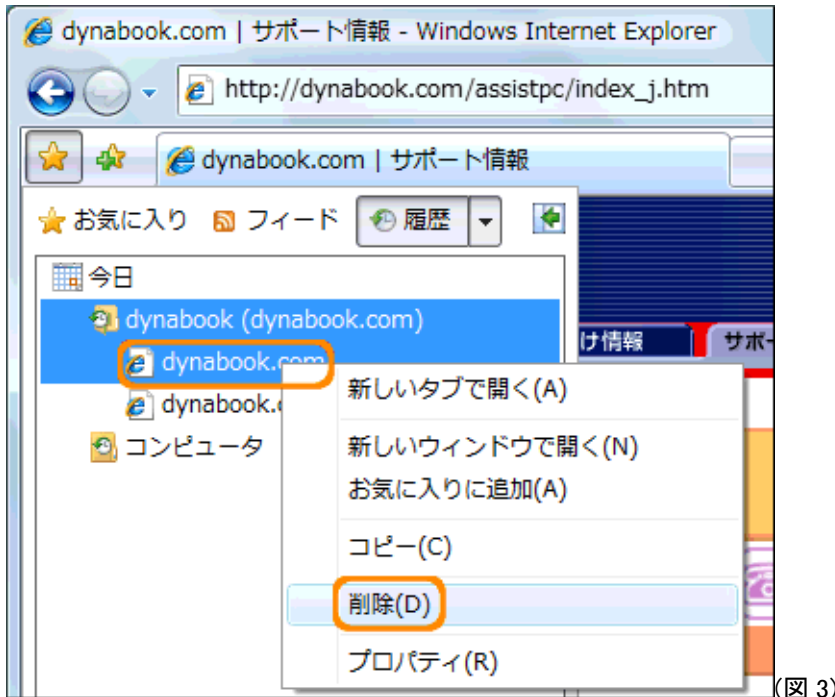 dynabook.com | サポート情報 - Windows Internet Explorer
http://dynabook.com/assistpc/index_j.htm
dynabook.com | サポート情報
お気に入り フィード 履歴
今日
dynabook (dynabook.com)
け情報 サポー
dynabook.com
新しいタブで開く(A)
dynabook.c
コンピュータ
新しいウィンドウで開く(N)
お気に入りに追加(A)
コピー(C)
削除(D)
プロパティ(R)
(図 3)